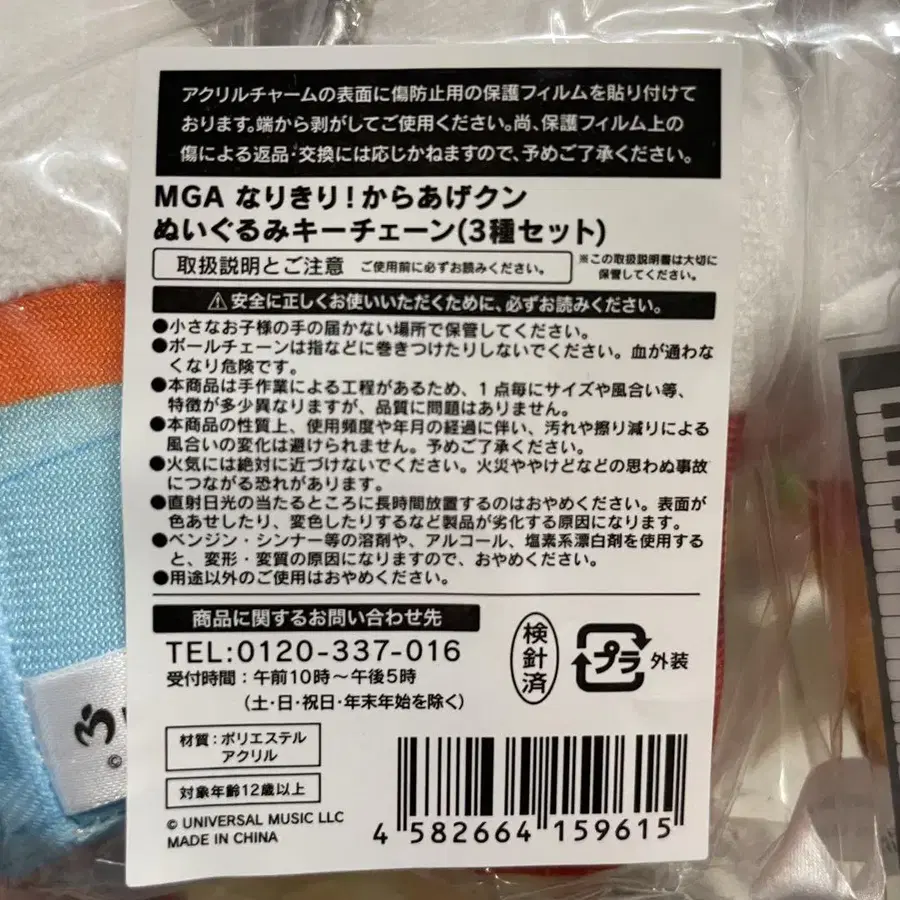 アクリルチャームの表面に傷防止用の保護フィルムを貼り付けて
おります。端から剥がしてご使用ください。尚、保護フィルム上の
傷による返品・交換には応じかねますので、予めご了承ください。
MGA なりきり!からあげクン
ぬいぐるみキーチェーン(3種セット)
取扱説明とご注意 ご使用前に必ずお読みください。
※この取扱説明書は大切に
保管してください。
⚠安全に正しくお使いいただくために、必ずお読みください。
●小さなお子様の手の届かない場所で保管してください。
●ボールチェーンは指などに巻きつけたりしないでください。血が通わな
くなり危険です。
●本商品は手作業による工程があるため、1点毎にサイズや風合い等、
特徴が多少異なりますが、品質に問題はありません。
●本商品の性質上、使用頻度や年月の経過に伴い、汚れや擦り減りによる
風合いの変化は避けられません。予めご了承ください。
●火気には絶対に近づけないでください。火災ややけどなどの思わぬ事故
につながる恐れがあります。
●直射日光の当たるところに長時間放置するのはおやめください。表面が
色あせしたり、変色したりするなど製品が劣化する原因になります。
●ベンジン・シンナー等の溶剤や、アルコール、塩素系漂白剤を使用する
と、変形・変質の原因になりますので、おやめください。
●用途以外のご使用はおやめください。
商品に関するお問い合わせ先
TEL:0120-337-016
受付時間:午前10時~午後5時
(土・日・祝日・年末年始を除く)
検針済
プラ 外装
材質:ポリエステル
アクリル
対象年齢12歳以上
© UNIVERSAL MUSIC LLC
MADE IN CHINA
4 582664 159615